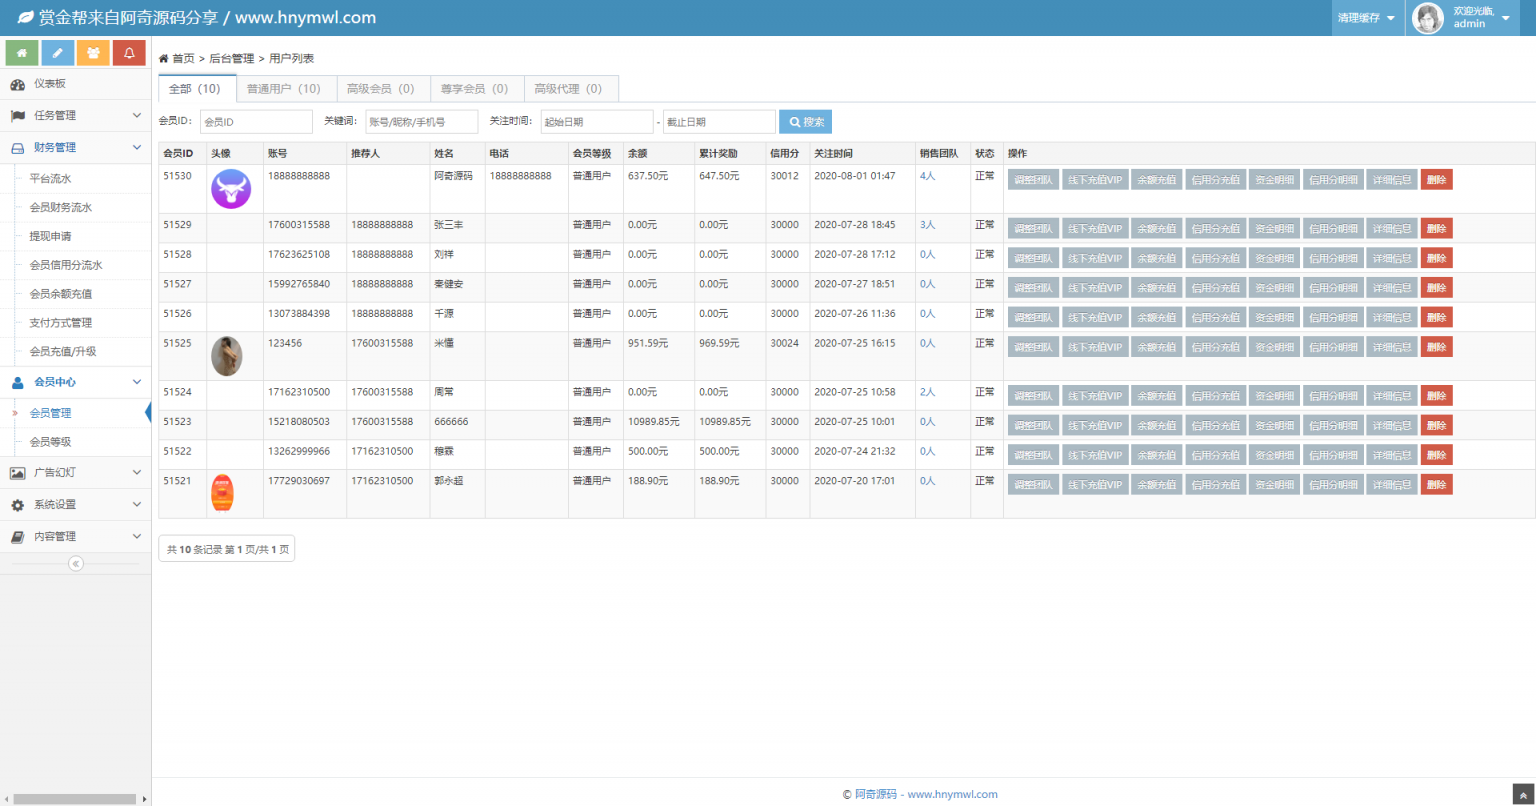 赏金帮来自阿奇源码分享 / www.hnymwl.com
清理缓存
欢迎光临,
admin
首页 > 后台管理 > 用户列表
仪表板
任务管理
财务管理
平台流水
会员财务流水
提现申请
会员信用分流水
会员余额充值
支付方式管理
会员充值/升级
会员中心
会员管理
会员等级
广告幻灯
系统设置
内容管理
全部（10） 普通用户（10） 高级会员（0） 尊享会员（0） 高级代理（0）
会员ID: 会员ID 关键词: 账号/昵称/手机号 关注时间: 起始日期 - 截止日期 搜索
会员ID 头像 账号 推荐人 姓名 电话 会员等级 余额 累计奖励 信用分 关注时间 销售团队 状态 操作
51530 18888888888 阿奇源码 18888888888 普通用户 637.50元 647.50元 30012 2020-08-01 01:47 4人 正常 调整团队 线下充值VIP 余额充值 信用分充值 资金明细 信用分明细 详细信息 删除
51529 17600315588 18888888888 张三丰 普通用户 0.00元 0.00元 30000 2020-07-28 18:45 3人 正常 调整团队 线下充值VIP 余额充值 信用分充值 资金明细 信用分明细 详细信息 删除
51528 17623625108 18888888888 刘祥 普通用户 0.00元 0.00元 30000 2020-07-28 17:12 0人 正常 调整团队 线下充值VIP 余额充值 信用分充值 资金明细 信用分明细 详细信息 删除
51527 15992765840 18888888888 秦健安 普通用户 0.00元 0.00元 30000 2020-07-27 18:51 0人 正常 调整团队 线下充值VIP 余额充值 信用分充值 资金明细 信用分明细 详细信息 删除
51526 13073884398 18888888888 千源 普通用户 0.00元 0.00元 30000 2020-07-26 11:36 0人 正常 调整团队 线下充值VIP 余额充值 信用分充值 资金明细 信用分明细 详细信息 删除
51525 123456 17600315588 米懂 普通用户 951.59元 969.59元 30024 2020-07-25 16:15 0人 正常 调整团队 线下充值VIP 余额充值 信用分充值 资金明细 信用分明细 详细信息 删除
51524 17162310500 17600315588 周常 普通用户 0.00元 0.00元 30000 2020-07-25 10:58 2人 正常 调整团队 线下充值VIP 余额充值 信用分充值 资金明细 信用分明细 详细信息 删除
51523 15218080503 17600315588 666666 普通用户 10989.85元 10989.85元 30000 2020-07-25 10:01 0人 正常 调整团队 线下充值VIP 余额充值 信用分充值 资金明细 信用分明细 详细信息 删除
51522 13262999966 17162310500 穆霖 普通用户 500.00元 500.00元 30000 2020-07-24 21:32 0人 正常 调整团队 线下充值VIP 余额充值 信用分充值 资金明细 信用分明细 详细信息 删除
51521 17729030697 17162310500 郭永超 普通用户 188.90元 188.90元 30000 2020-07-20 17:01 0人 正常 调整团队 线下充值VIP 余额充值 信用分充值 资金明细 信用分明细 详细信息 删除
共 10 条记录 第 1 页/共 1 页
© 阿奇源码 - www.hnymwl.com